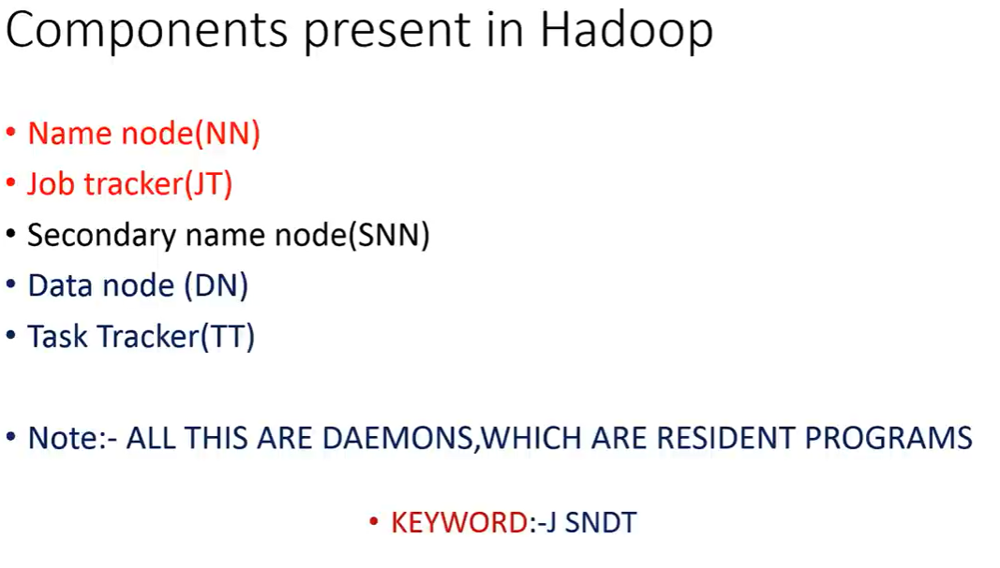 Components present in Hadoop
• Name node(NN)
• Job tracker(JT)
• Secondary name node(SNN)
• Data node (DN)
• Task Tracker(TT)
• Note:- ALL THIS ARE DAEMONS,WHICH ARE RESIDENT PROGRAMS
• KEYWORD:-J SNDT